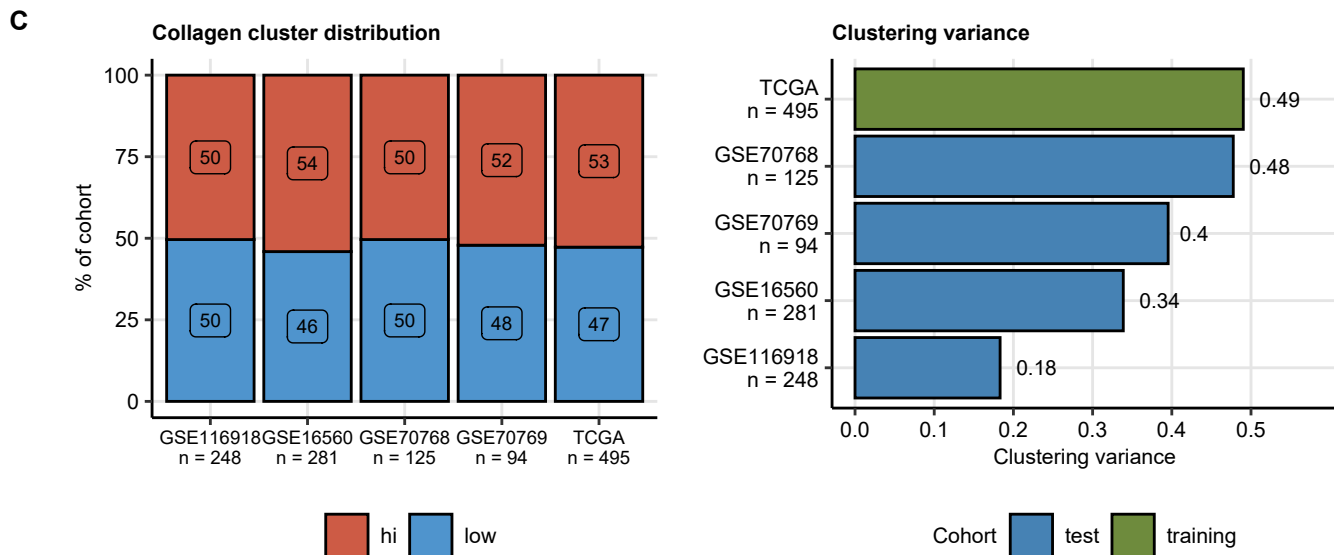 C
Collagen cluster distribution
% of cohort
100
75
50
25
0
50
54
50
52
53
50
46
50
48
47
GSE116918 GSE16560 GSE70768 GSE70769 TCGA
n = 248 n = 281 n = 125 n = 94 n = 495
hi low
Clustering variance
TCGA
n = 495
0.49
GSE70768
n = 125
0.48
GSE70769
n = 94
0.4
GSE16560
n = 281
0.34
GSE116918
n = 248
0.18
0.0 0.1 0.2 0.3 0.4 0.5
Clustering variance
Cohort test training